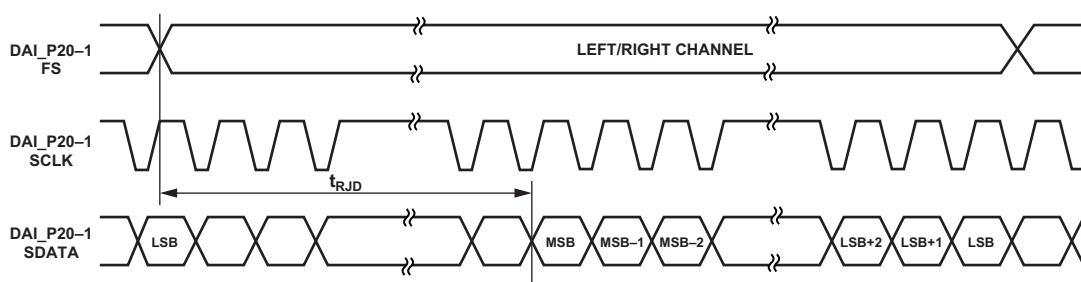 DAI_P20–1
FS
LEFT/RIGHT CHANNEL
DAI_P20–1
SCLK
tRJD
DAI_P20–1
SDATA
LSB
MSB
MSB–1
MSB–2
LSB+2
LSB+1
LSB